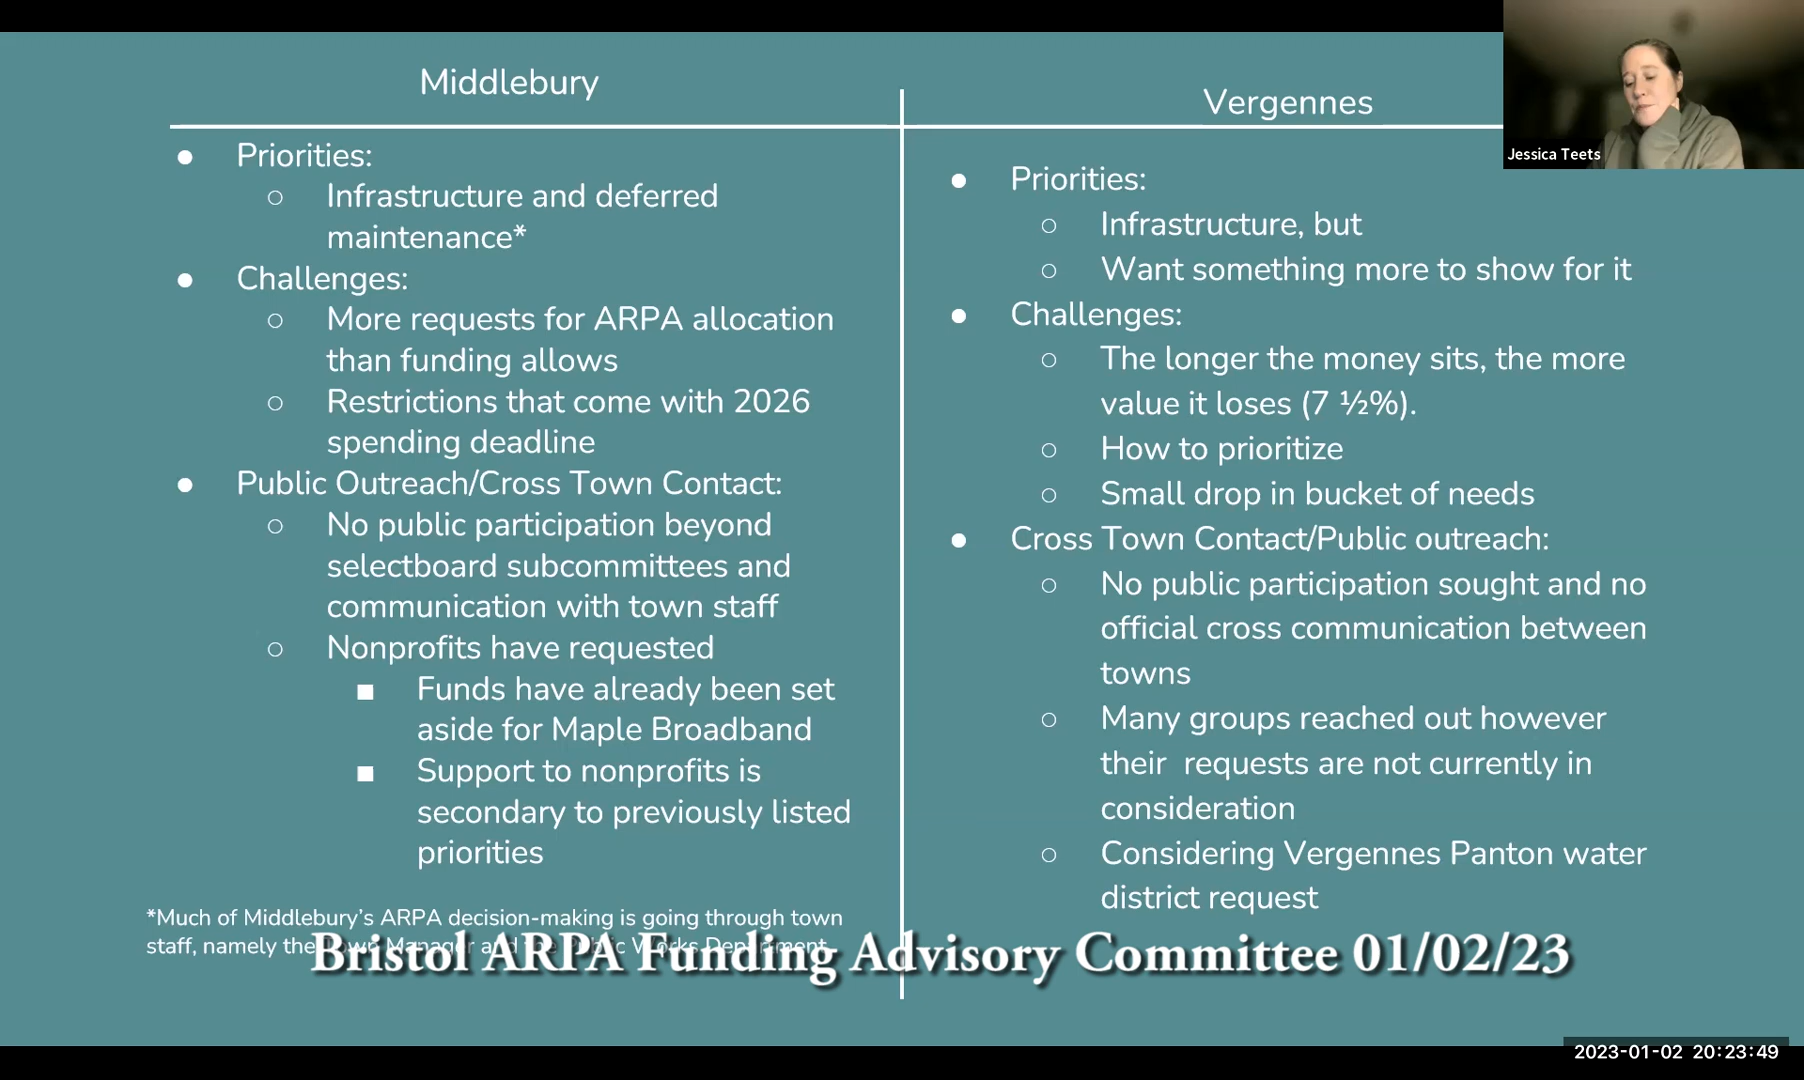 Middlebury
● Priorities:
○ Infrastructure and deferred
maintenance*
● Challenges:
○ More requests for ARPA allocation
than funding allows
○ Restrictions that come with 2026
spending deadline
● Public Outreach/Cross Town Contact:
○ No public participation beyond
selectboard subcommittees and
communication with town staff
○ Nonprofits have requested
■ Funds have already been set
aside for Maple Broadband
■ Support to nonprofits is
secondary to previously listed
priorities
*Much of Middlebury's ARPA decision-making is going through town
staff, namely the Town Manager and the Public Works Department.
Vergennes
● Priorities:
○ Infrastructure, but
○ Want something more to show for it
● Challenges:
○ The longer the money sits, the more
value it loses (7 ½%).
○ How to prioritize
○ Small drop in bucket of needs
● Cross Town Contact/Public outreach:
○ No public participation sought and no
official cross communication between
towns
○ Many groups reached out however
their  requests are not currently in
consideration
○ Considering Vergennes Panton water
district request
Jessica Teets
Bristol ARPA Funding Advisory Committee 01/02/23
2023-01-02 20:23:49